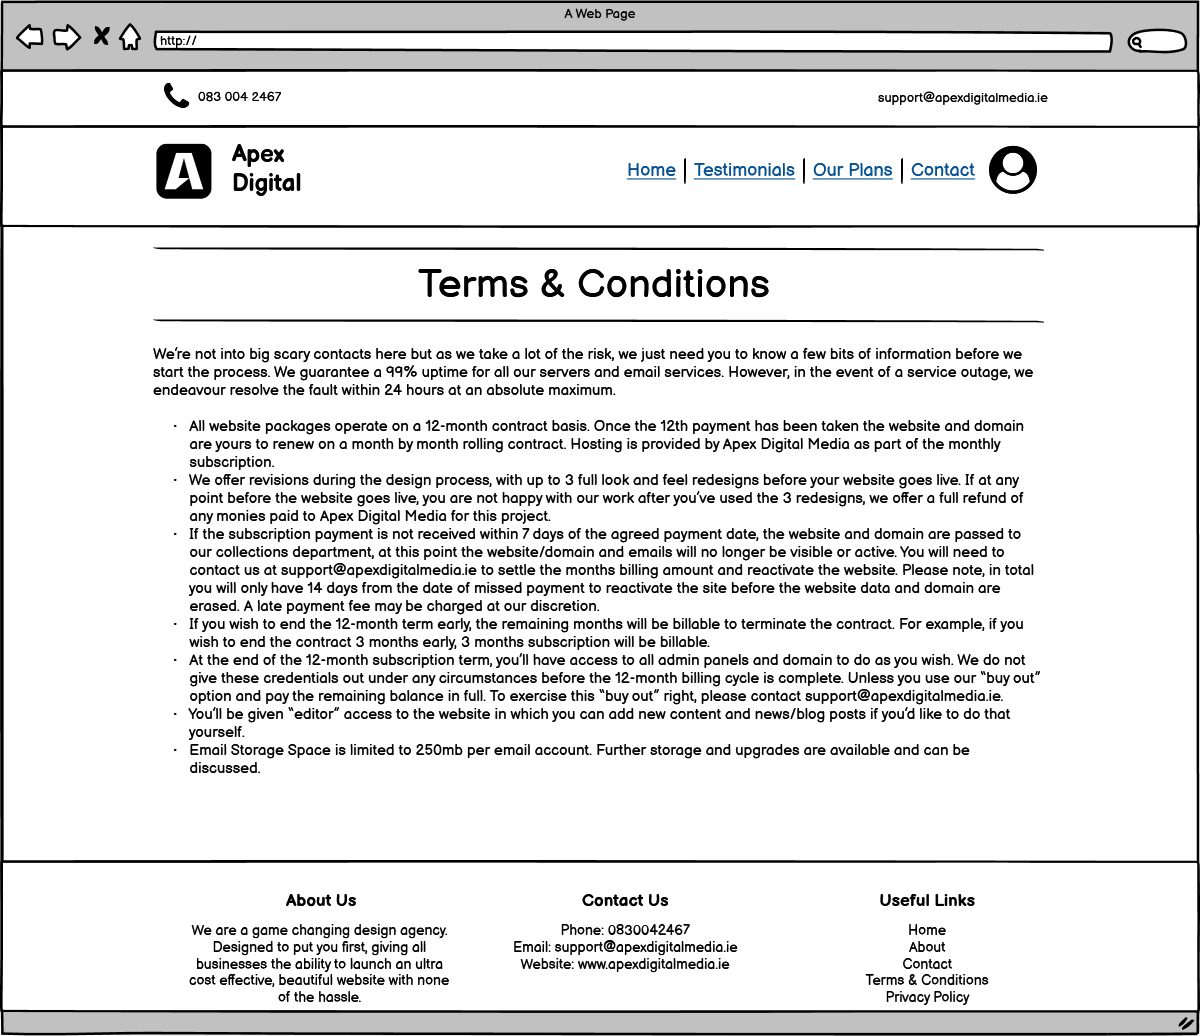 A Web Page
http://
083 004 2467
support@apexdigitalmedia.ie
A
Apex
Digital
Home | Testimonials | Our Plans | Contact
Terms & Conditions
We're not into big scary contacts here but as we take a lot of the risk, we just need you to know a few bits of information before we
start the process. We guarantee a 99% uptime for all our servers and email services. However, in the event of a service outage, we
endeavour resolve the fault within 24 hours at an absolute maximum.
· All website packages operate on a 12-month contract basis. Once the 12th payment has been taken the website and domain
are yours to renew on a month by month rolling contract. Hosting is provided by Apex Digital Media as part of the monthly
subscription.
· We offer revisions during the design process, with up to 3 full look and feel redesigns before your website goes live. If at any
point before the website goes live, you are not happy with our work after you've used the 3 redesigns, we offer a full refund of
any monies paid to Apex Digital Media for this project.
· If the subscription payment is not received within 7 days of the agreed payment date, the website and domain are passed to
our collections department, at this point the website/domain and emails will no longer be visible or active. You will need to
contact us at support@apexdigitalmedia.ie to settle the months billing amount and reactivate the website. Please note, in total
you will only have 14 days from the date of missed payment to reactivate the site before the website data and domain are
erased. A late payment fee may be charged at our discretion.
· If you wish to end the 12-month term early, the remaining months will be billable to terminate the contract. For example, if you
wish to end the contract 3 months early, 3 months subscription will be billable.
· At the end of the 12-month subscription term, you'll have access to all admin panels and domain to do as you wish. We do not
give these credentials out under any circumstances before the 12-month billing cycle is complete. Unless you use our "buy out"
option and pay the remaining balance in full. To exercise this "buy out" right, please contact support@apexdigitalmedia.ie.
· You'll be given "editor" access to the website in which you can add new content and news/blog posts if you'd like to do that
yourself.
· Email Storage Space is limited to 250mb per email account. Further storage and upgrades are available and can be
discussed.
About Us
We are a game changing design agency.
Designed to put you first, giving all
businesses the ability to launch an ultra
cost effective, beautiful website with none
of the hassle.
Contact Us
Phone: 0830042467
Email: support@apexdigitalmedia.ie
Website: www.apexdigitalmedia.ie
Useful Links
Home
About
Contact
Terms & Conditions
Privacy Policy